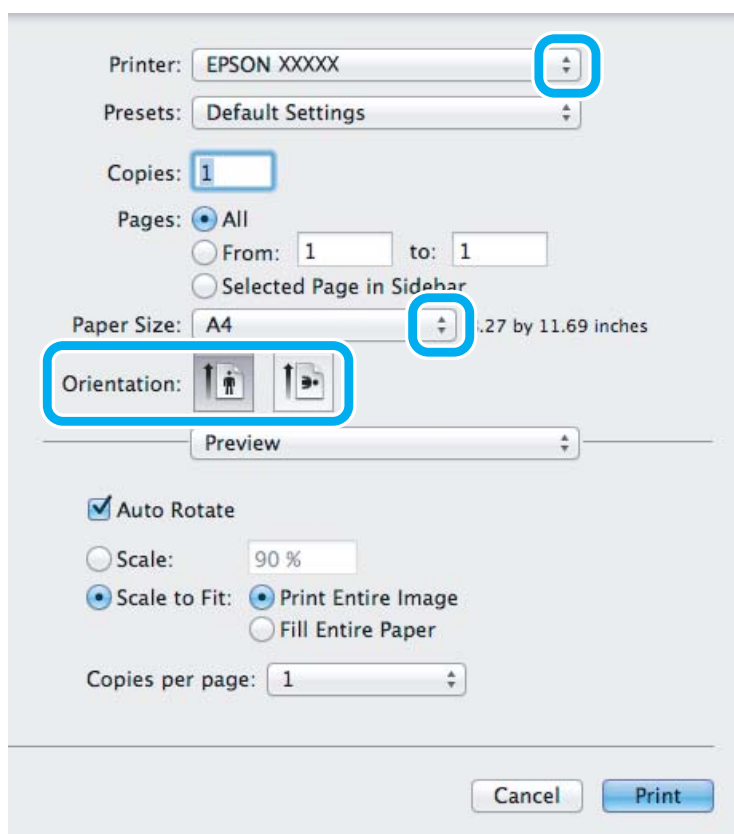 Printer: EPSON XXXXX
Presets: Default Settings
Copies: 1
Pages: All
From: 1 to: 1
Selected Page in Sidebar
Paper Size: A4 .27 by 11.69 inches
Orientation:
Preview
Auto Rotate
Scale: 90 %
Scale to Fit: Print Entire Image
Fill Entire Paper
Copies per page: 1
Cancel Print